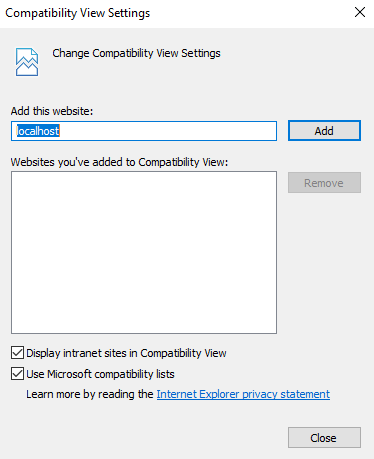 Compatibility View Settings
Change Compatibility View Settings
Add this website:
localhost
Add
Websites you've added to Compatibility View:
Remove
Display intranet sites in Compatibility View
Use Microsoft compatibility lists
Learn more by reading the Internet Explorer privacy statement
Close